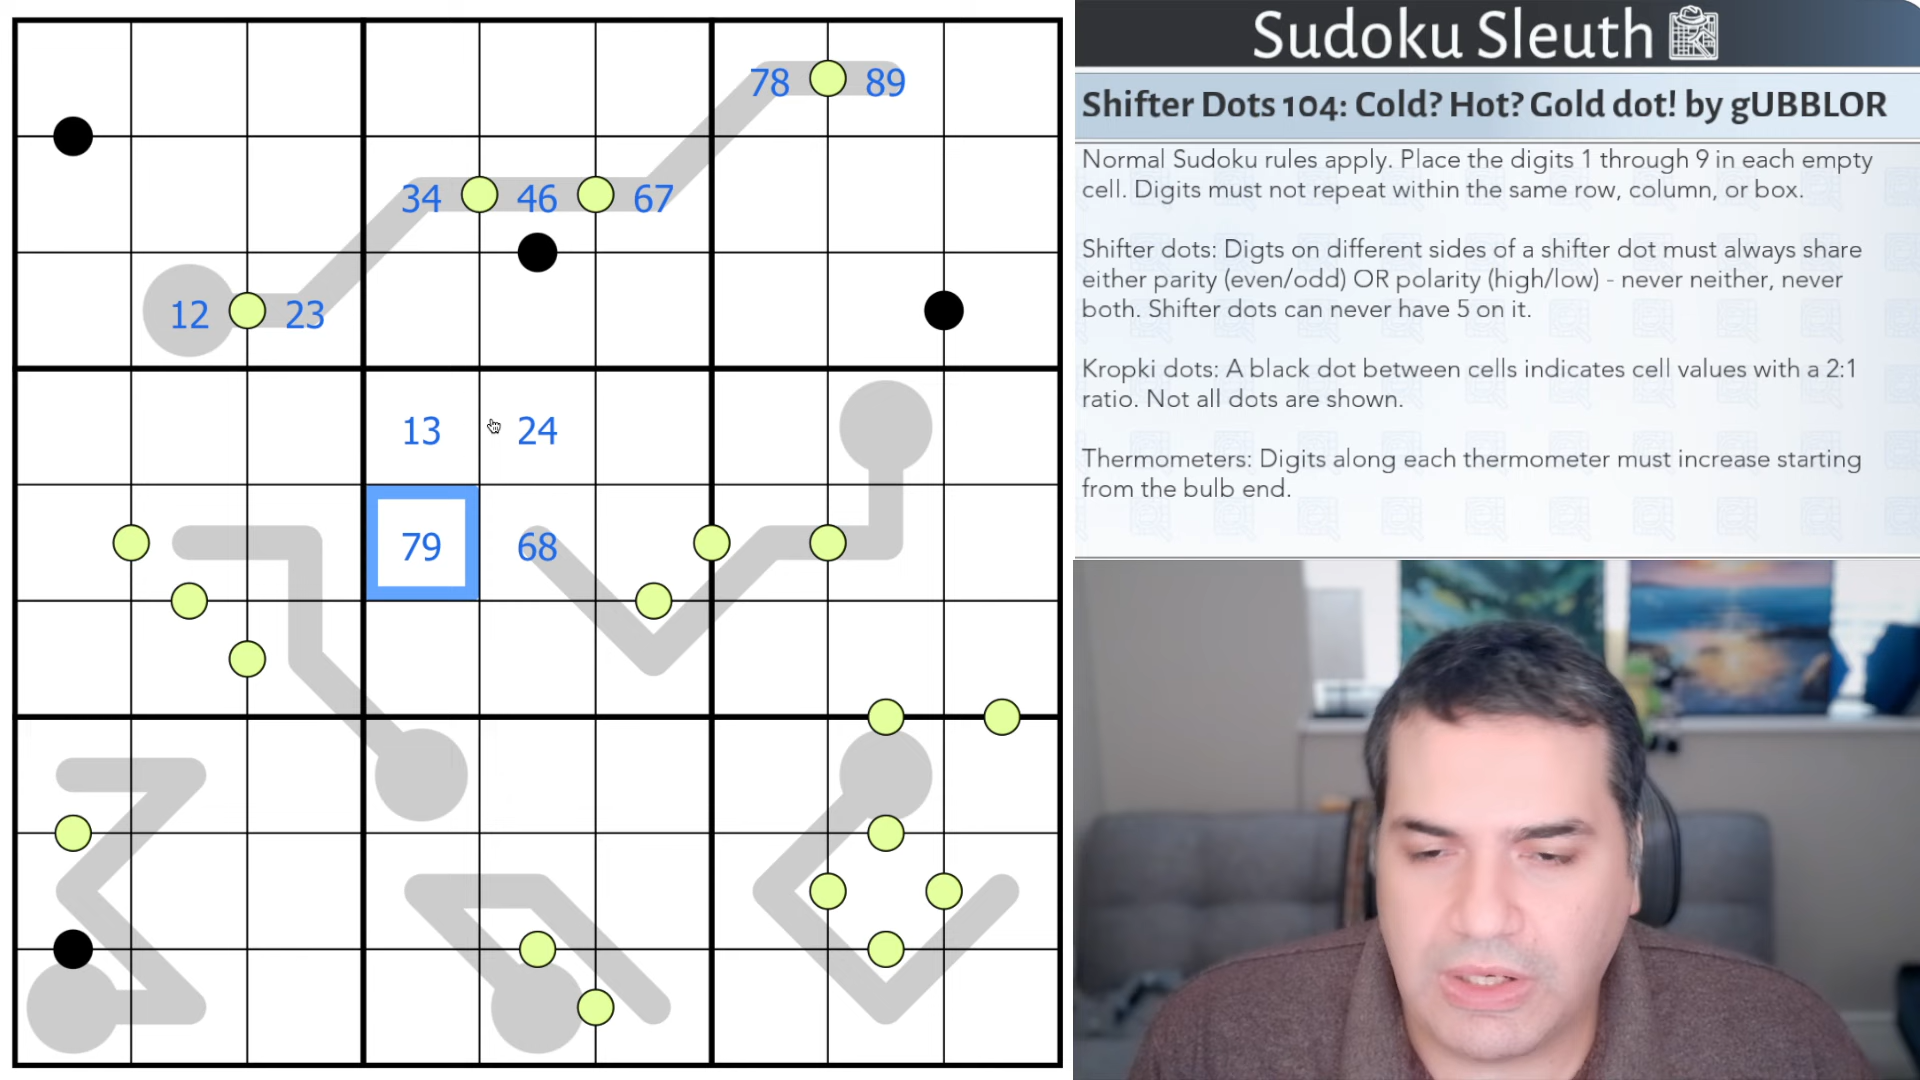 Sudoku Sleuth
Shifter Dots 104: Cold? Hot? Gold dot! by gUBBLOR
Normal Sudoku rules apply. Place the digits 1 through 9 in each empty
cell. Digits must not repeat within the same row, column, or box.
Shifter dots: Digts on different sides of a shifter dot must always share
either parity (even/odd) OR polarity (high/low) - never neither, never
both. Shifter dots can never have 5 on it.
Kropki dots: A black dot between cells indicates cell values with a 2:1
ratio. Not all dots are shown.
Thermometers: Digits along each thermometer must increase starting
from the bulb end.
78 89
34 46 67
12 23
13 24
79 68